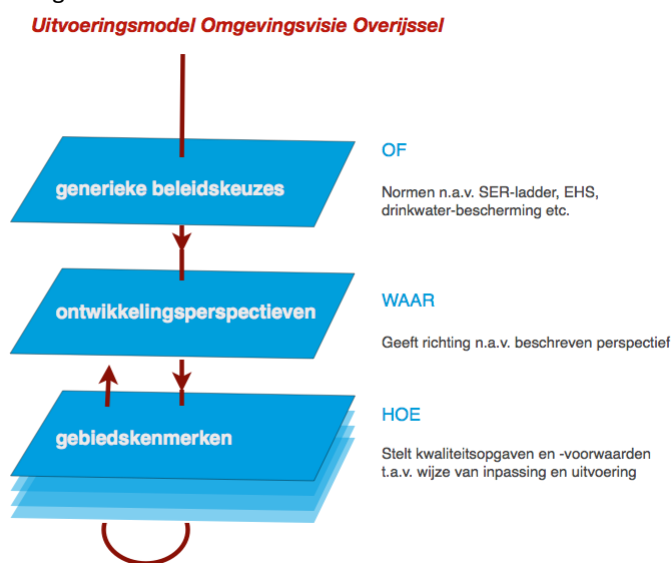 Uitvoeringsmodel Omgevingsvisie Overijssel
generieke beleidskeuzes
OF
Normen n.a.v. SER-ladder, EHS,
drinkwater-bescherming etc.
ontwikkelingsperspectieven
WAAR
Geeft richting n.a.v. beschreven perspectief
gebiedskenmerken
HOE
Stelt kwaliteitsopgaven en -voorwaarden
t.a.v. wijze van inpassing en uitvoering